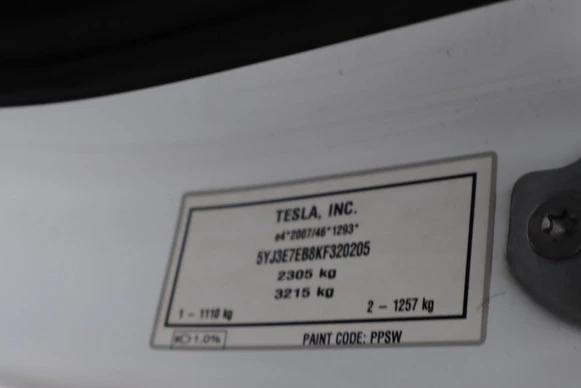 TESLA, INC.
e4*2007/46*1293*
5YJ3E7EB8KF320205
2305 kg
3215 kg
1 - 1110 kg
2 - 1257 kg
1,0%
PAINT CODE: PPSW